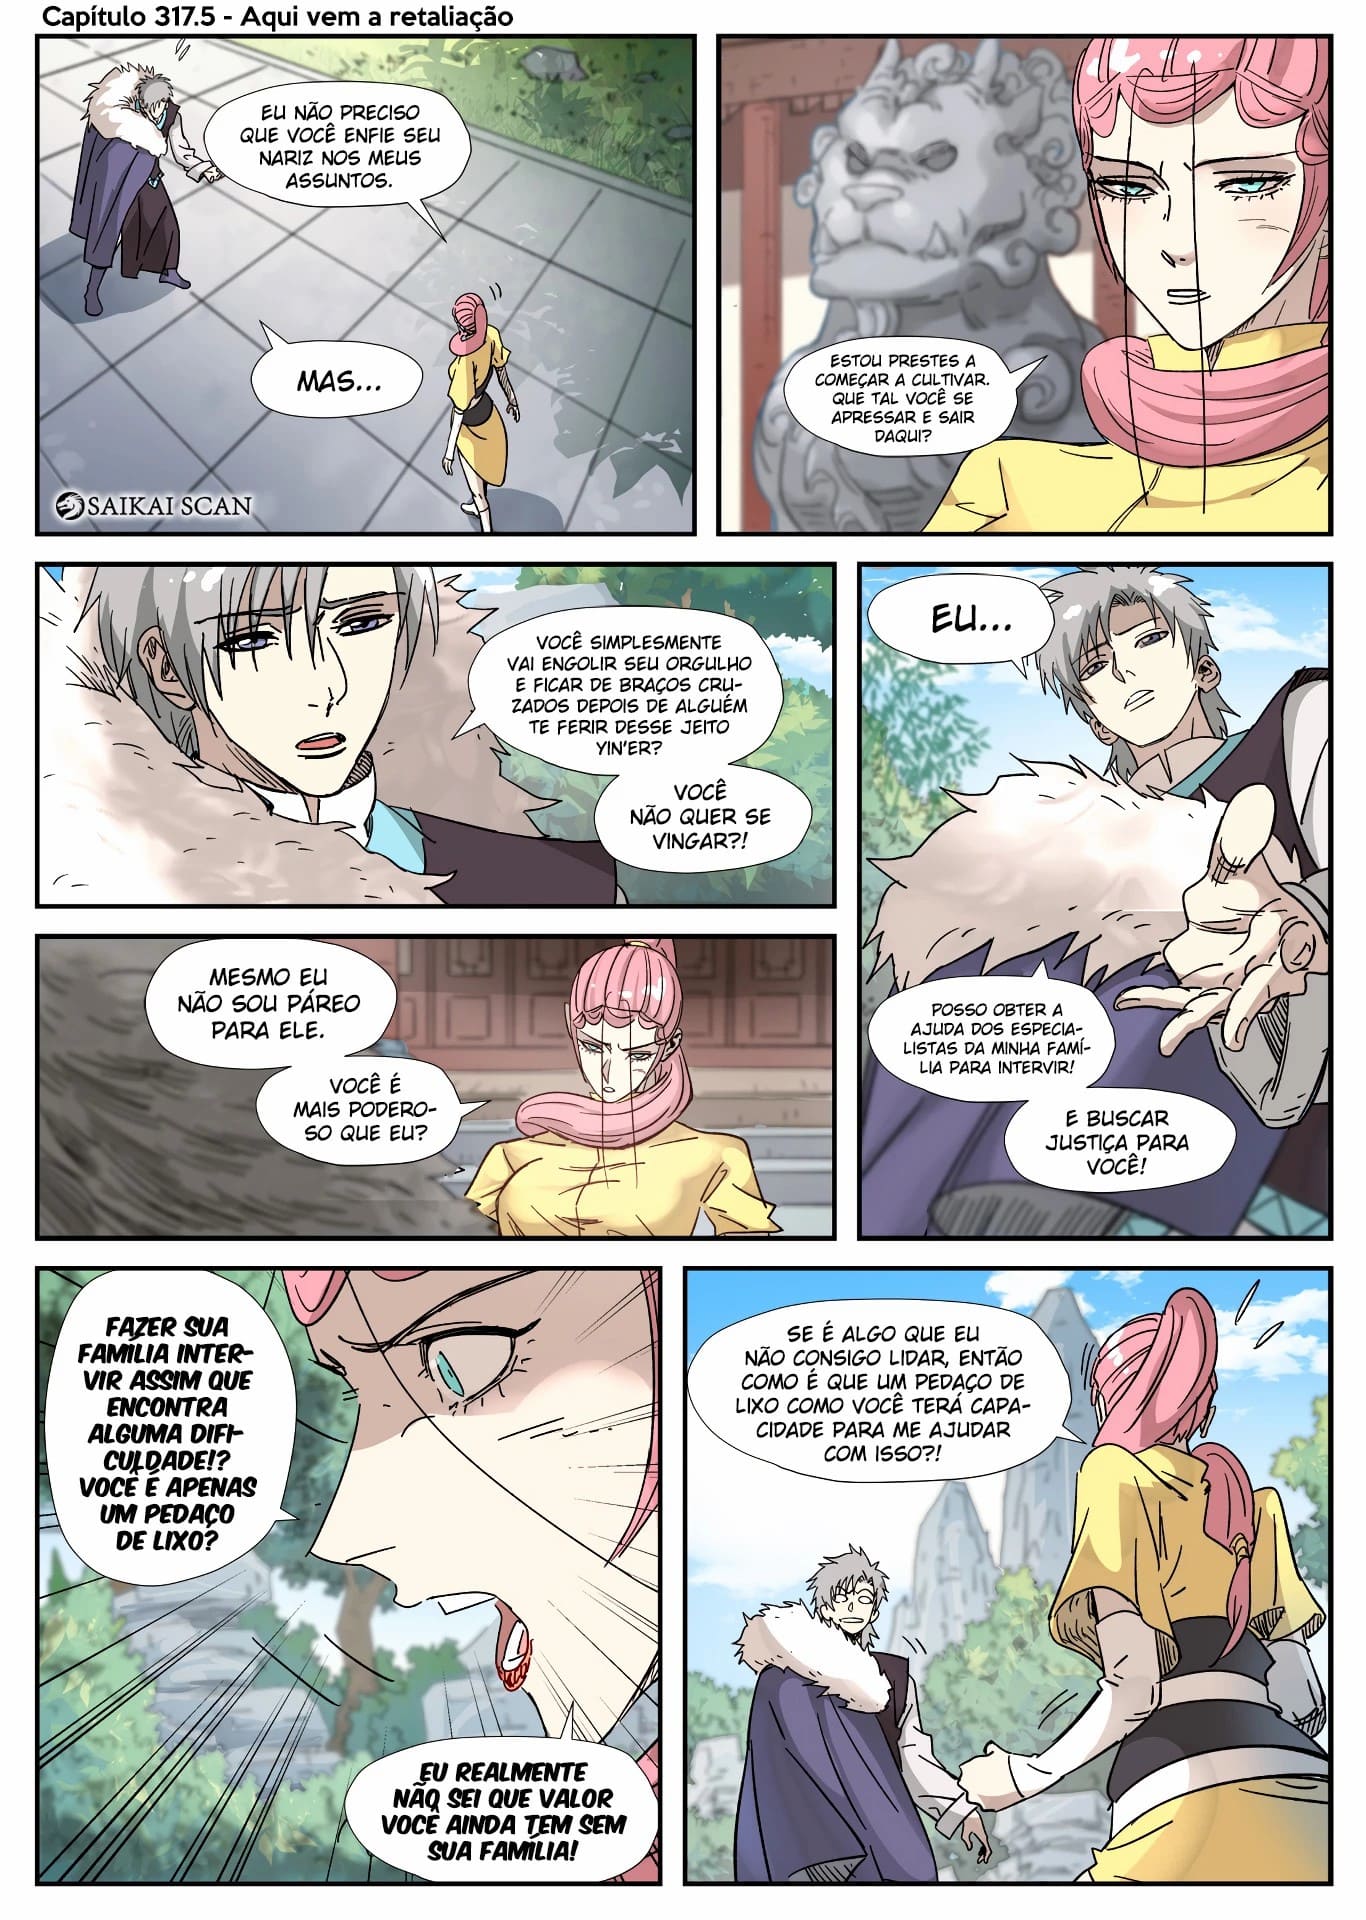 Capítulo 317.5 - Aqui vem a retaliação
EU NÃO PRECISO
QUE VOCÊ ENFIE SEU
NARIZ NOS MEUS
ASSUNTOS.
MAS...
SAIKAI SCAN
ESTOU PRESTES A
COMEÇAR A CULTIVAR.
QUE TAL VOCÊ SE
APRESSAR E SAIR
DAQUI?
VOCÊ SIMPLESMENTE
VAI ENGOLIR SEU ORGULHO
E FICAR DE BRAÇOS CRU-
ZADOS DEPOIS DE ALGUÉM
TE FERIR DESSE JEITO
YIN'ER?
VOCÊ
NÃO QUER SE
VINGAR?!
MESMO EU
NÃO SOU PÁREO
PARA ELE.
VOCÊ É
MAIS PODERO-
SO QUE EU?
EU...
POSSO OBTER A
AJUDA DOS ESPECIA-
LISTAS DA MINHA FAMÍ-
LIA PARA INTERVIR!
E BUSCAR
JUSTIÇA PARA
VOCÊ!
FAZER SUA
FAMÍLIA INTER-
VIR ASSIM QUE
ENCONTRA
ALGUMA DIFI-
CULDADE!?
VOCÊ É APENAS
UM PEDAÇO
DE LIXO?
EU REALMENTE
NÃO SEI QUE VALOR
VOCÊ AINDA TEM SEM
SUA FAMÍLIA!
SE É ALGO QUE EU
NÃO CONSIGO LIDAR, ENTÃO
COMO É QUE UM PEDAÇO DE
LIXO COMO VOCÊ TERÁ CAPA-
CIDADE PARA ME AJUDAR
COM ISSO?!